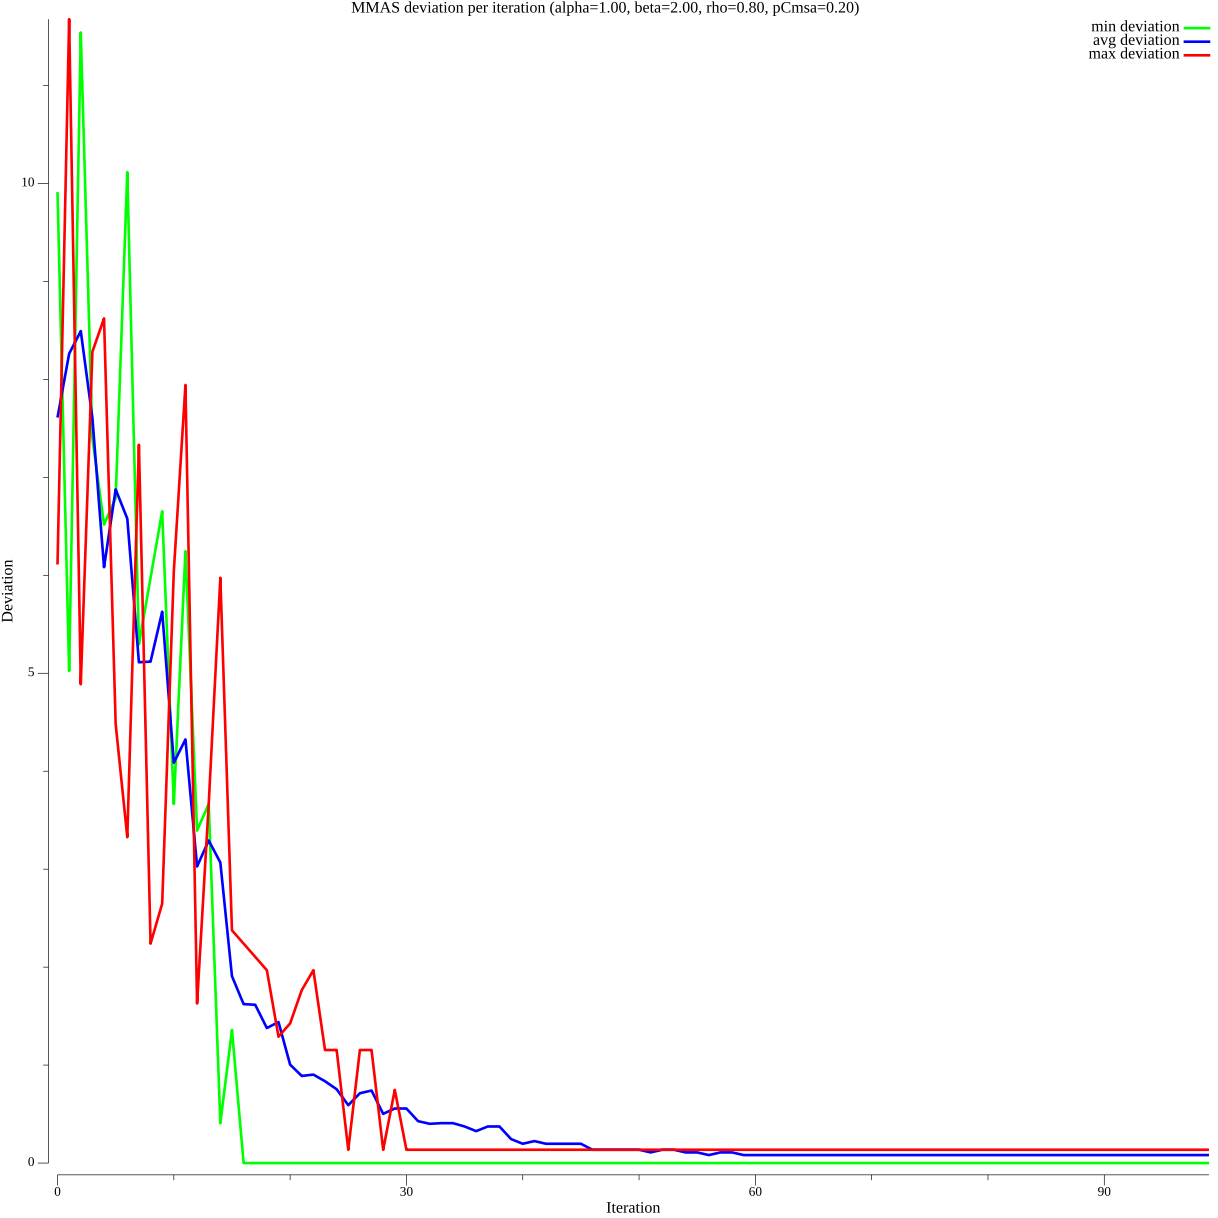 MMAS deviation per iteration (alpha=1.00, beta=2.00, rho=0.80, pCmsa=0.20)
min deviation
avg deviation
max deviation
10
5
0
Deviation
0
30
60
90
Iteration